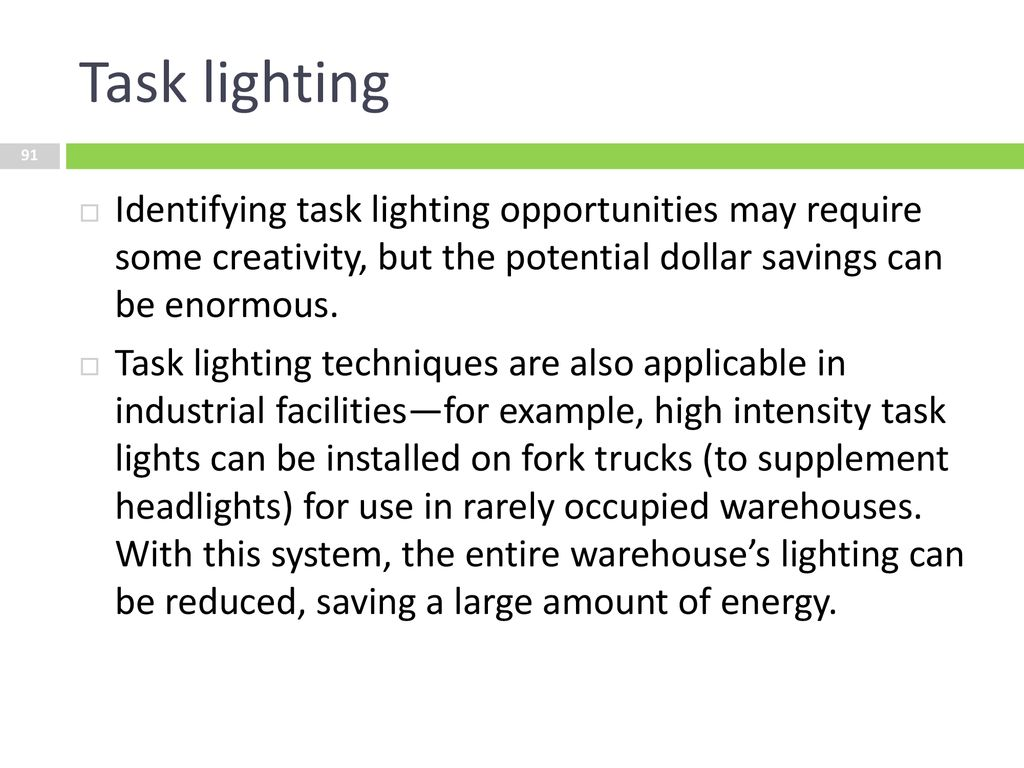 Task lighting
91
Identifying task lighting opportunities may require
some creativity, but the potential dollar savings can
be enormous.
Task lighting techniques are also applicable in
industrial facilities—for example, high intensity task
lights can be installed on fork trucks (to supplement
headlights) for use in rarely occupied warehouses.
With this system, the entire warehouse’s lighting can
be reduced, saving a large amount of energy.